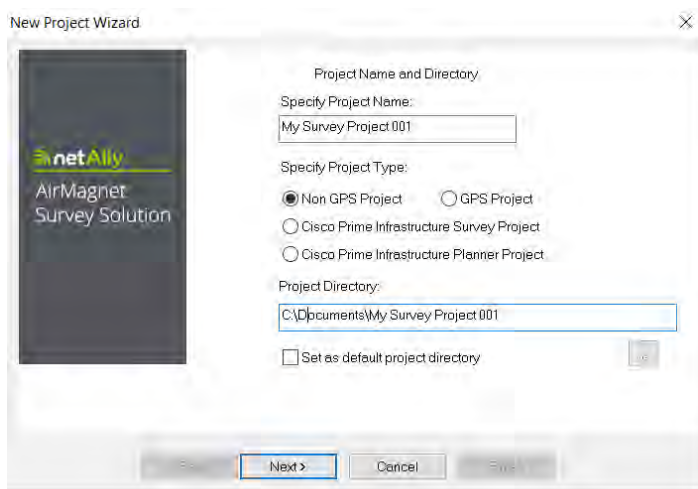 New Project Wizard
Project Name and Directory
Specify Project Name:
My Survey Project 001
netAlly
AirMagnet
Survey Solution
Specify Project Type:
Non GPS Project
GPS Project
Cisco Prime Infrastructure Survey Project
Cisco Prime Infrastructure Planner Project
Project Directory:
C:\Documents\My Survey Project 001
Set as default project directory
Next >
Cancel